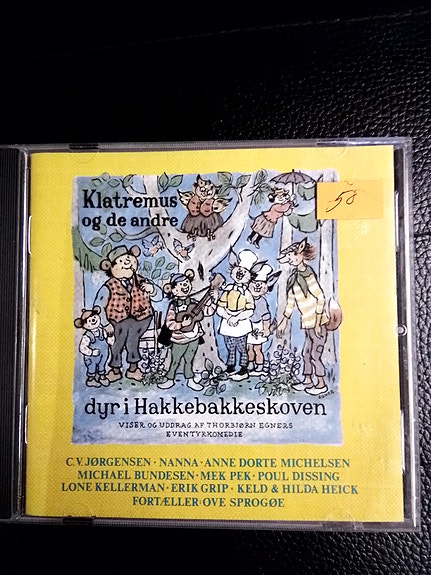 Klatremus
og de andre
50
dyr i Hakkebakkeskoven
VISER OG UDDRAG AF THORBJØRN EGNERS
EVENTYRKOMEDIE
C.V. JØRGENSEN · NANNA · ANNE DORTE MICHELSEN
MICHAEL BUNDESEN · MEK PEK · POUL DISSING
LONE KELLERMAN · ERIK GRIP · KELD & HILDA HEICK
FORTÆLLER: OVE SPROGØE